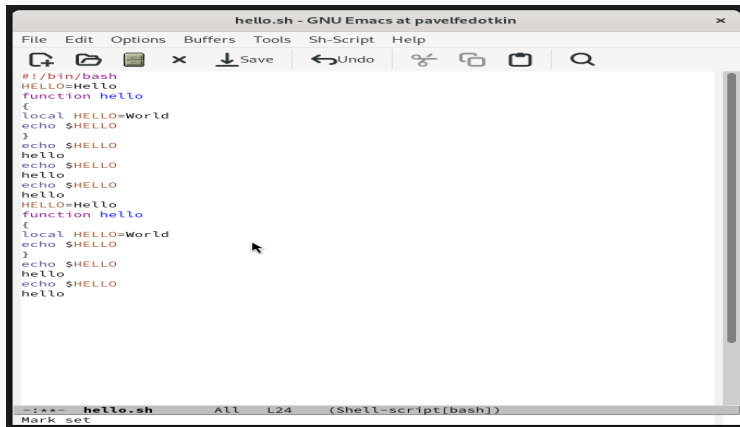 hello.sh - GNU Emacs at pavelfedotkin
File Edit Options Buffers Tools Sh-Script Help
Save Undo
#!/bin/bash
HELLO=Hello
function hello
{
local HELLO=World
echo $HELLO
}
echo $HELLO
hello
echo $HELLO
hello
echo $HELLO
hello
HELLO=Hello
function hello
{
local HELLO=World
echo $HELLO
}
echo $HELLO
hello
echo $HELLO
hello
-:**- hello.sh All L24 (Shell-script[bash])
Mark set